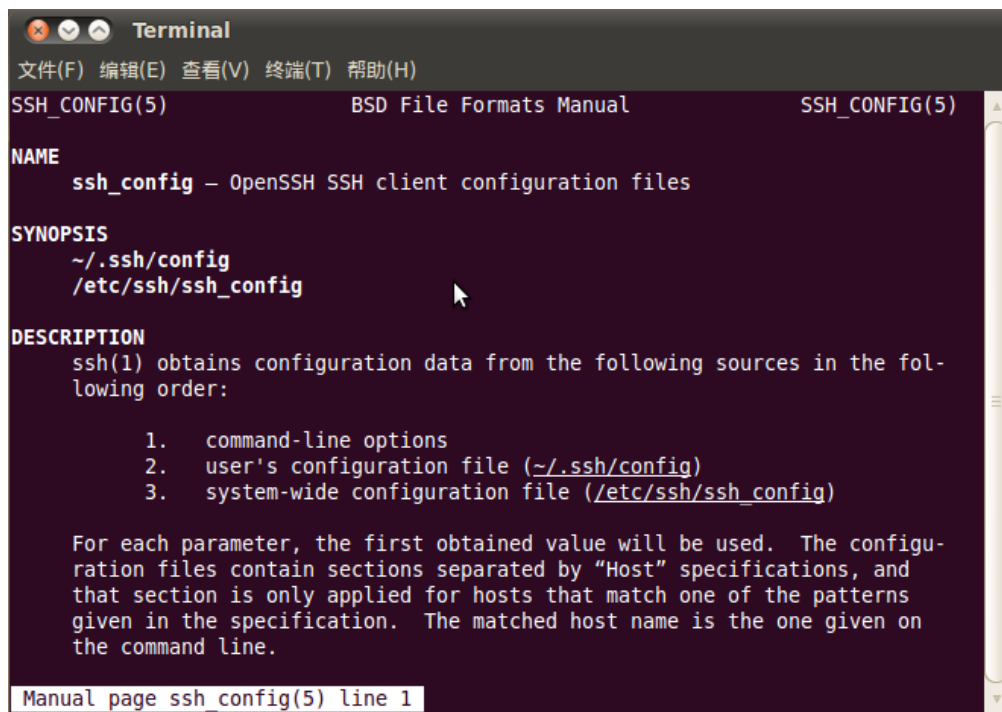 Terminal
文件(F) 编辑(E) 查看(V) 终端(T) 帮助(H)
SSH_CONFIG(5) BSD File Formats Manual SSH_CONFIG(5)
NAME
ssh_config — OpenSSH SSH client configuration files
SYNOPSIS
~/.ssh/config
/etc/ssh/ssh_config
DESCRIPTION
ssh(1) obtains configuration data from the following sources in the fol-
lowing order:
1. command-line options
2. user's configuration file (~/.ssh/config)
3. system-wide configuration file (/etc/ssh/ssh_config)
For each parameter, the first obtained value will be used. The configu-
ration files contain sections separated by “Host” specifications, and
that section is only applied for hosts that match one of the patterns
given in the specification. The matched host name is the one given on
the command line.
Manual page ssh_config(5) line 1